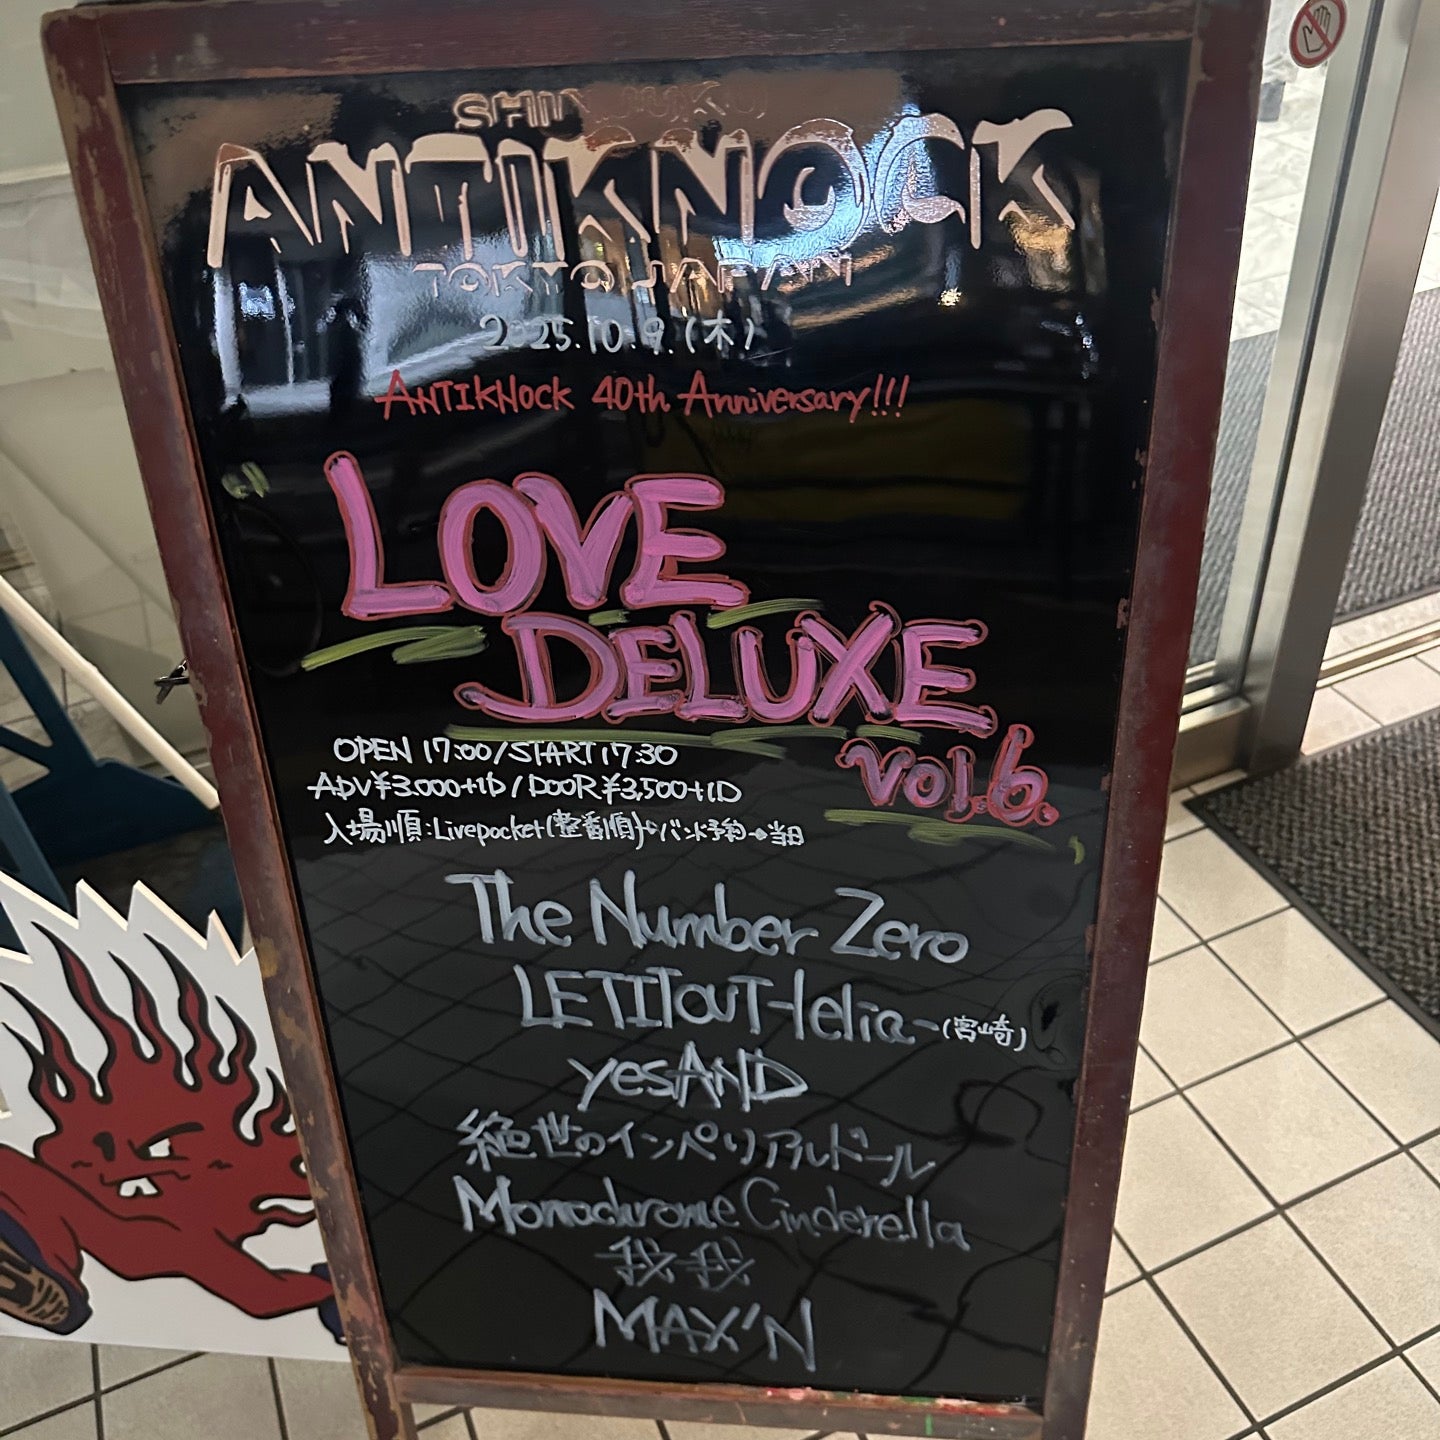 SHINJUKU
ANTIKNOCK
TOKYO JAPAN
2025.10.9.(木)
ANTIKNOCK 40th Anniversary!!!
LOVE
DELUXE
vol.6.
OPEN 17:00/START 17:30
ADV¥3.000+1D/DOOR¥3,500+1D
入場順:Livepocket(整番順)→バンド予約→当日
The Number Zero
LETITOUT-lelia-(宮崎)
yesAND
絶世のインペリアルドール
Monochrome Cinderella
我我
MAX'N